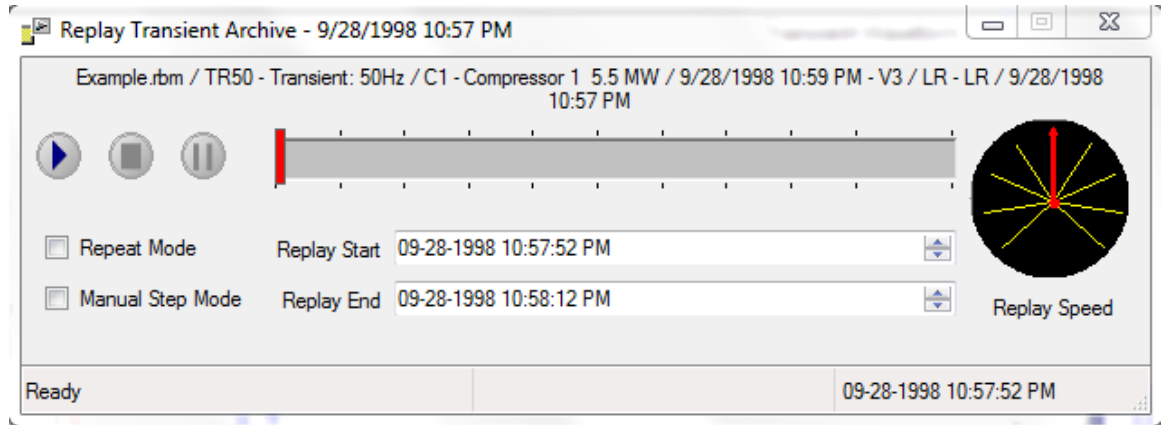 Replay Transient Archive - 9/28/1998 10:57 PM
Example.rbm / TR50 - Transient: 50Hz / C1 - Compressor 1 5.5 MW / 9/28/1998 10:59 PM - V3 / LR - LR / 9/28/1998
10:57 PM
Repeat Mode
Replay Start 09-28-1998 10:57:52 PM
Manual Step Mode
Replay End 09-28-1998 10:58:12 PM
Replay Speed
Ready
09-28-1998 10:57:52 PM